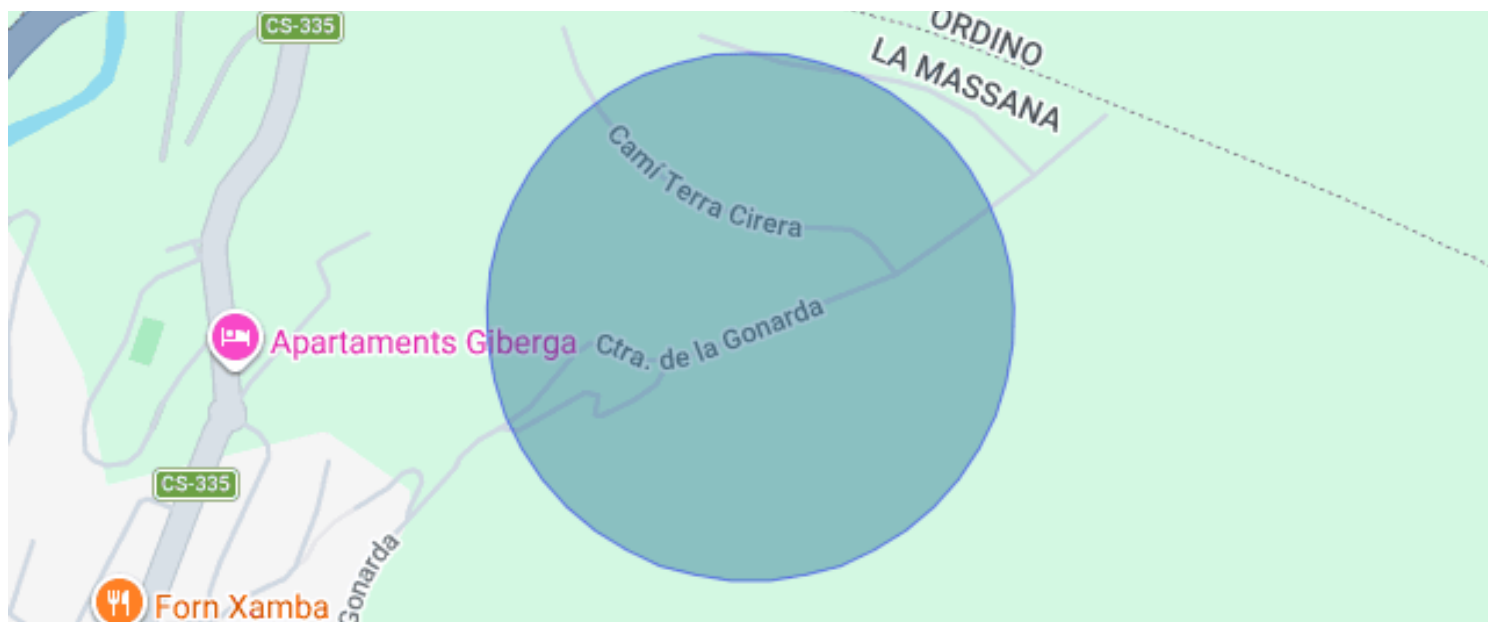 CS-335
ORDINO
LA MASSANA
Camí Terra Cirera
Ctra. de la Gonarda
Apartaments Giberga
CS-335
Gonarda
Forn Xamba